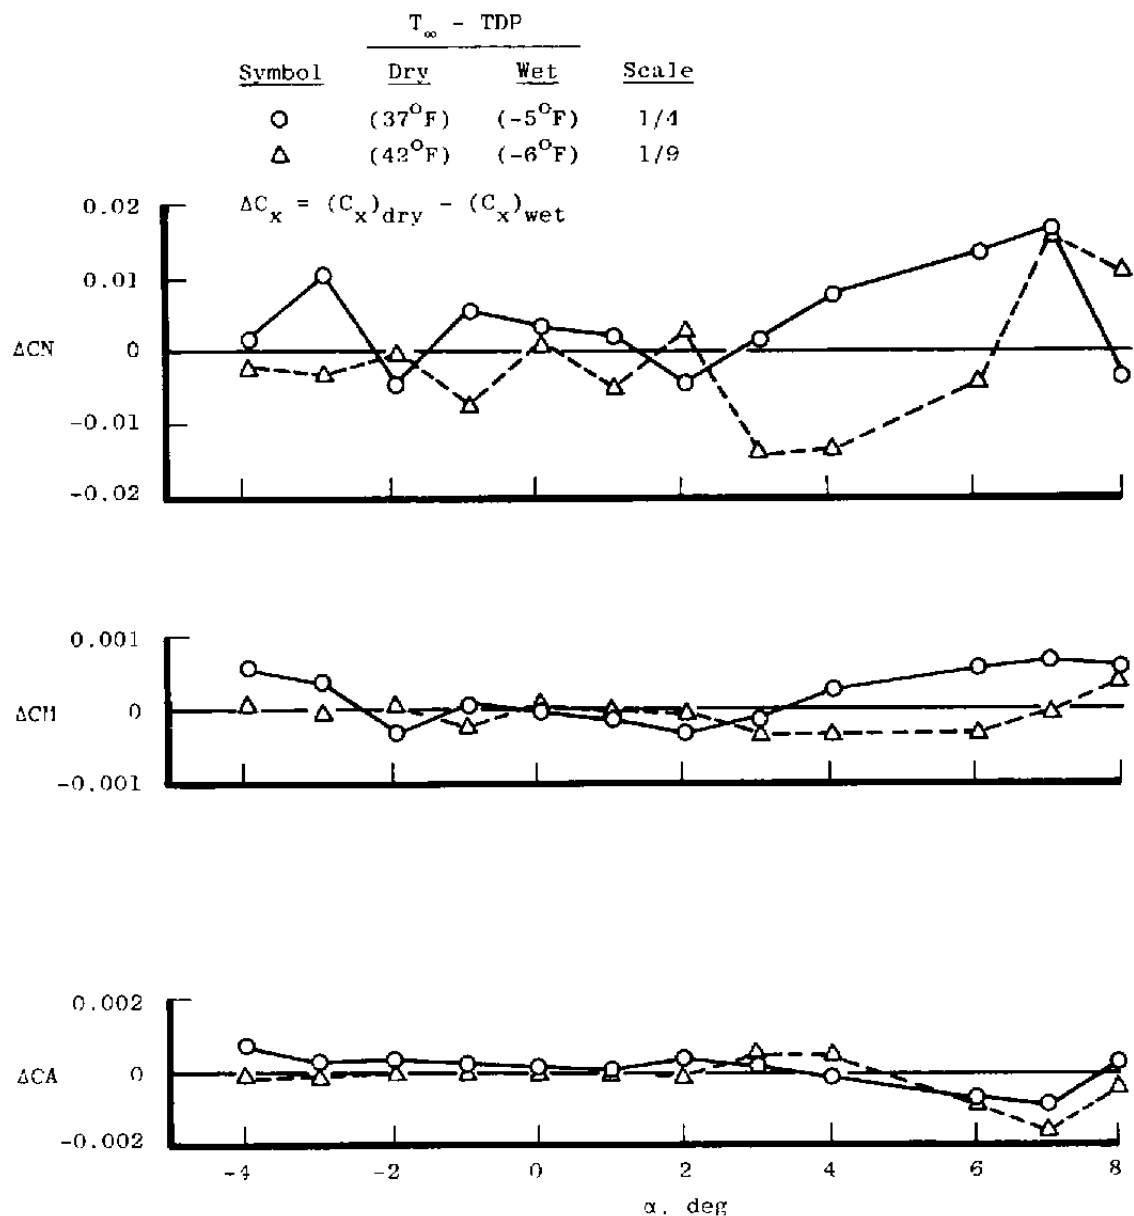 T∞ - TDP
Symbol Dry Wet Scale
○ (37°F) (-5°F) 1/4
△ (42°F) (-6°F) 1/9
ΔCx = (Cx)dry - (Cx)wet
0.02
0.01
ΔCN 0
-0.01
-0.02
0.001
ΔCM 0
-0.001
0.002
ΔCA 0
-0.002
-4 -2 0 2 4 6 8
α, deg